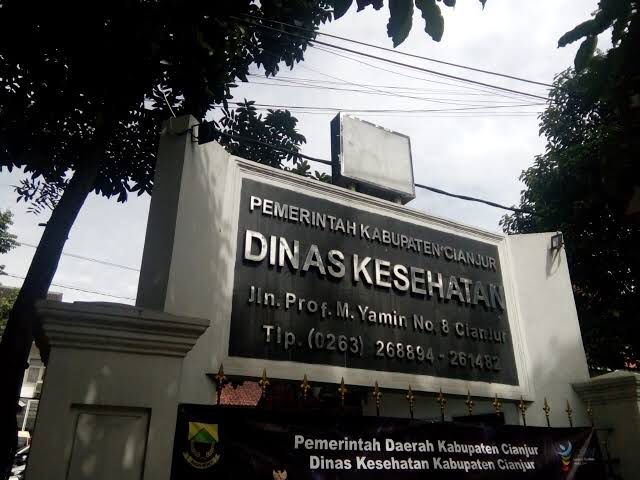 PEMERINTAH KABUPATEN CIANJUR
DINAS KESEHATAN
Jln. Prof. M. Yamin No. 8 Cianjur
Tlp. (0263) 268894 - 261482
Pemerintah Daerah Kabupaten Cianjur
Dinas Kesehatan Kabupaten Cianjur